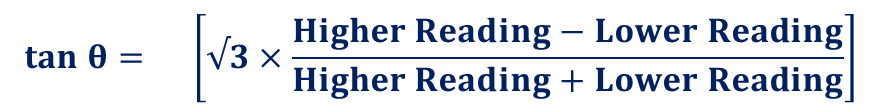 tan θ = [√3 × (Higher Reading − Lower Reading) / (Higher Reading + Lower Reading)]